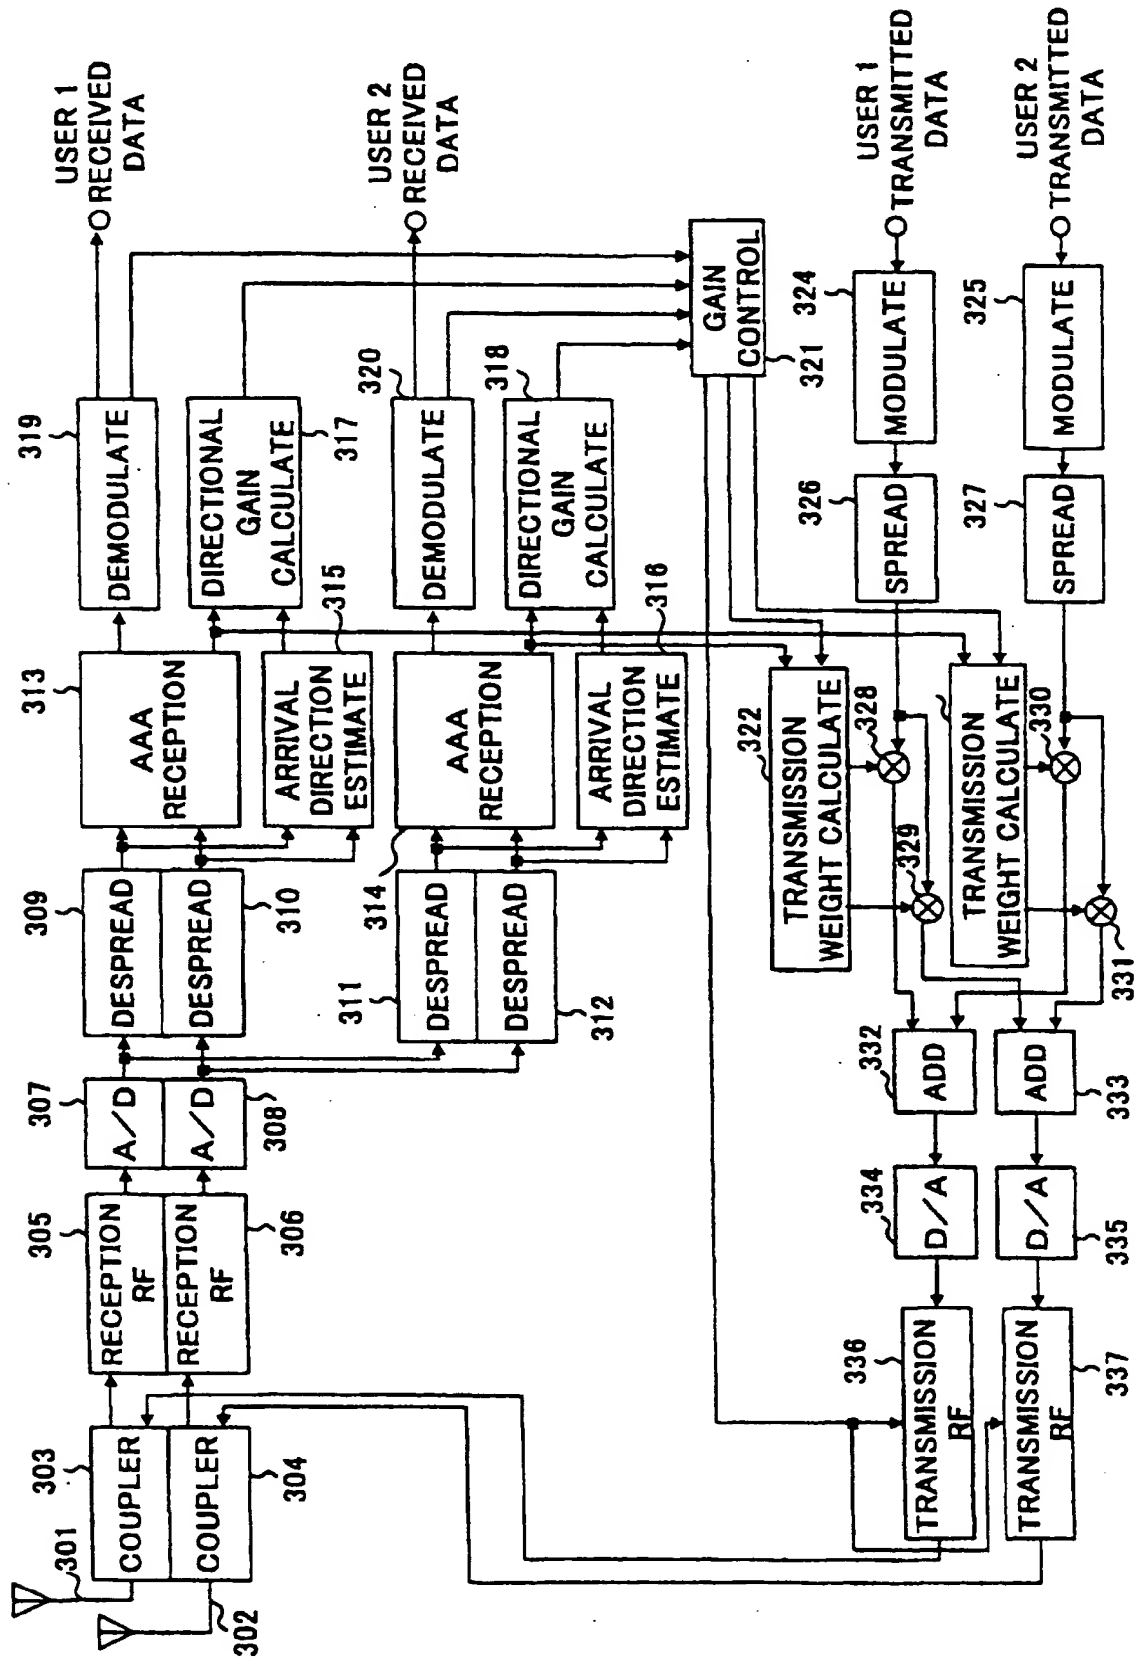 301
302
303
COUPLER
COUPLER
304
305
RECEPTION
RF
RECEPTION
RF
306
307
A/D
A/D
308
309
DESPREAD
DESPREAD
310
311
DESPREAD
DESPREAD
312
313
AAA
RECEPTION
ARRIVAL
DIRECTION
ESTIMATE
315
314
AAA
RECEPTION
ARRIVAL
DIRECTION
ESTIMATE
316
319
DEMODULATE
DIRECTIONAL
GAIN
CALCULATE
317
320
DEMODULATE
318
DIRECTIONAL
GAIN
CALCULATE
USER 1
RECEIVED
DATA
USER 2
RECEIVED
DATA
GAIN
CONTROL
321
322
TRANSMISSION
WEIGHT CALCULATE
TRANSMISSION
WEIGHT CALCULATE
328
329
330
331
324
MODULATE
325
MODULATE
326
SPREAD
327
SPREAD
USER 1
TRANSMITTED
DATA
USER 2
TRANSMITTED
DATA
332
ADD
ADD
333
334
D/A
D/A
335
336
TRANSMISSION
RF
TRANSMISSION
RF
337